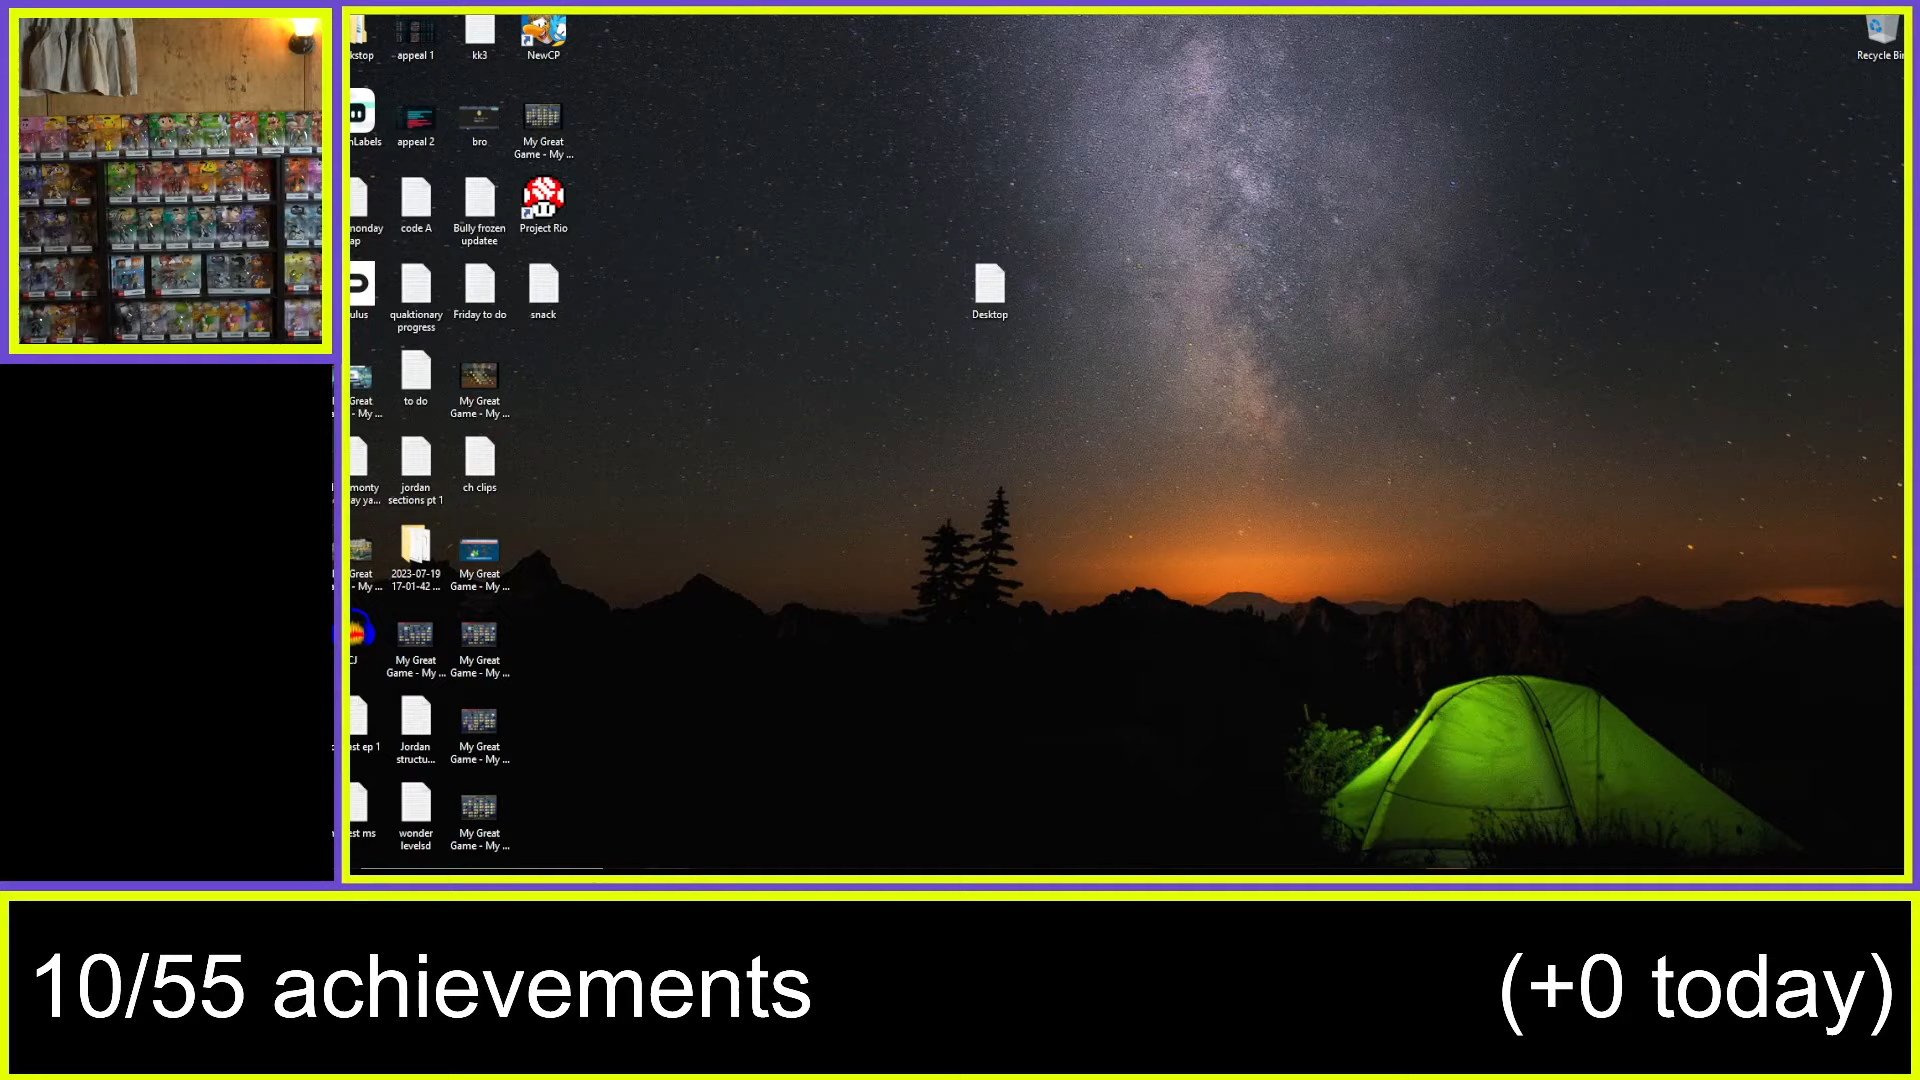 kstop
appeal 1
kk3
NewCP
Recycle Bin
nLabels
appeal 2
bro
My Great
Game - My ...
monday
ap
code A
Bully frozen
updatee
Project Rio
ulus
quaktionary
progress
Friday to do
snack
Desktop
Great
- My ...
to do
My Great
Game - My ...
monty
ay ya...
jordan
sections pt 1
ch clips
Great
- My ...
2023-07-19
17-01-42 ...
My Great
Game - My ...
CJ
My Great
Game - My ...
My Great
Game - My ...
ast ep 1
Jordan
structu...
My Great
Game - My ...
est ms
wonder
levelsd
My Great
Game - My ...
10/55 achievements
(+0 today)